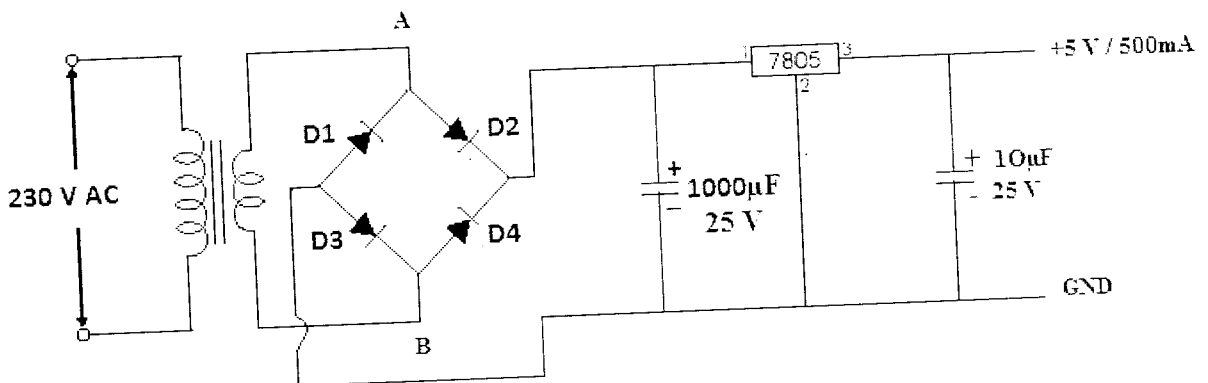 A
230 V AC
D1
D2
D3
D4
B
1
7805
3
2
+5 V / 500mA
+
1000µF
-
25 V
+
10µF
-
25 V
GND